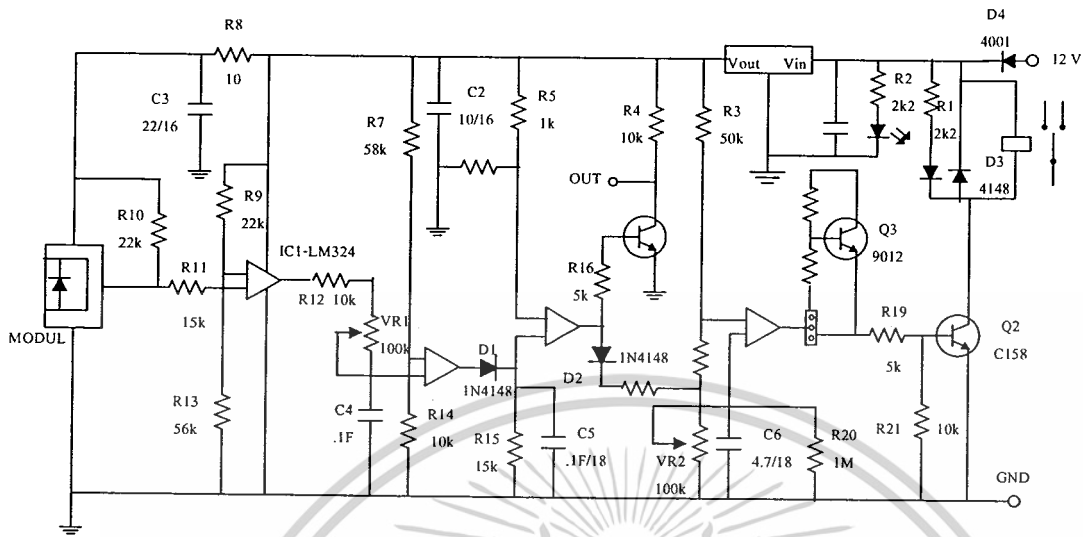 R8
10
C3
22/16
R7
58k
C2
10/16
R5
1k
R4
10k
R3
50k
Vout
Vin
R2
2k2
R1
2k2
D4
4001
12 V
D3
4148
OUT
R10
22k
R9
22k
IC1-LM324
R11
15k
R12
10k
MODUL
R13
56k
VR1
100k
C4
.1F
D1
1N4148
R14
10k
R15
15k
C5
.1F/18
R16
5k
1N4148
D2
VR2
100k
C6
4.7/18
R20
1M
Q3
9012
R19
5k
Q2
C158
R21
10k
GND